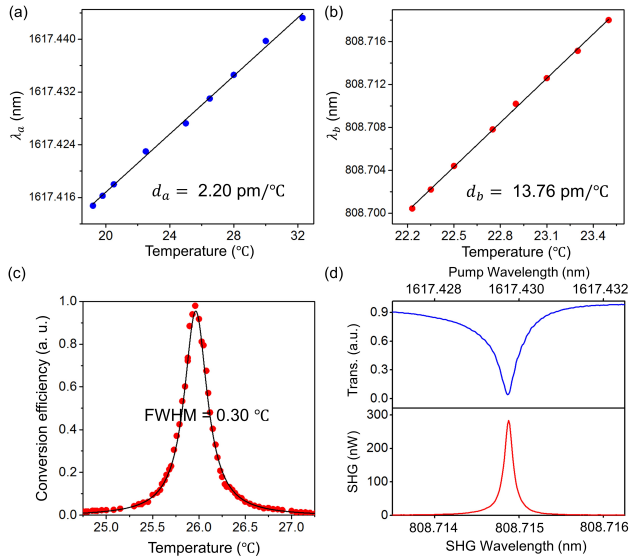 (a)
1617.440
1617.432
1617.424
1617.416
λa (nm)
da = 2.20 pm/℃
20 24 28 32
Temperature (℃)
(b)
808.716
808.712
808.708
808.704
808.700
λb (nm)
db = 13.76 pm/℃
22.2 22.5 22.8 23.1 23.4
Temperature (℃)
(c)
1.0
0.8
0.6
0.4
0.2
0.0
Conversion efficiency (a. u.)
FWHM = 0.30 ℃
25.0 25.5 26.0 26.5 27.0
Temperature (℃)
(d)
Pump Wavelength (nm)
1617.428 1617.430 1617.432
0.9
0.6
0.3
0.0
Trans. (a.u.)
300
200
100
0
SHG (nW)
808.714 808.715 808.716
SHG Wavelength (nm)